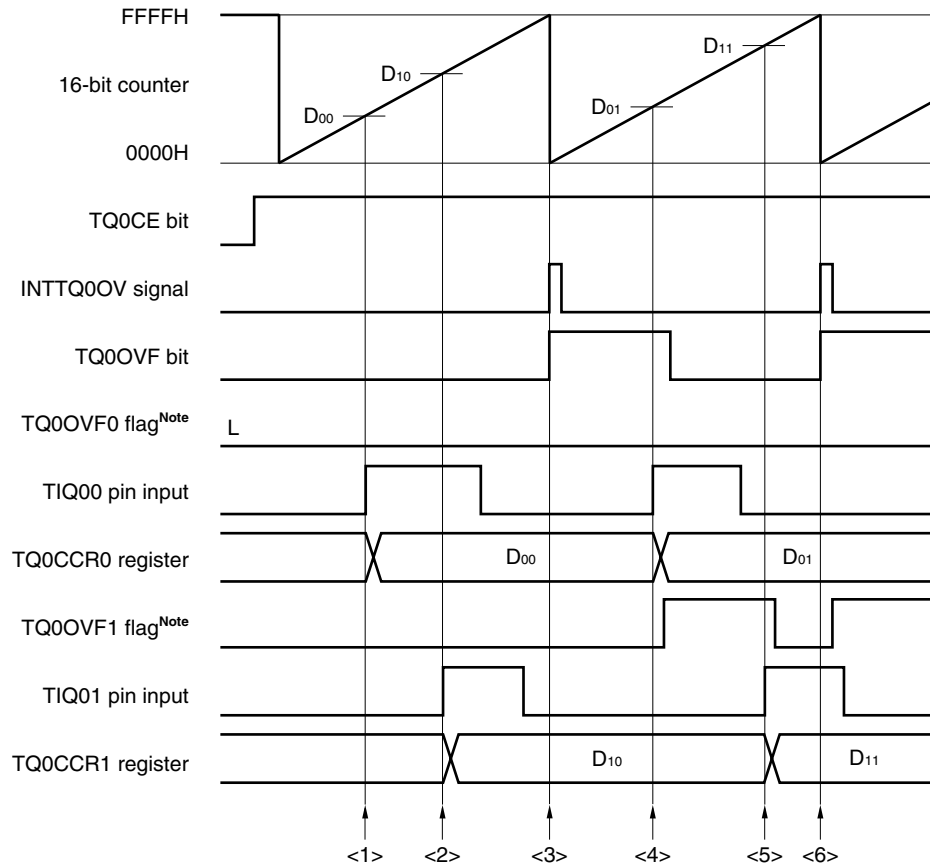 FFFFH
D11
D10
16-bit counter
D01
D00
0000H
TQ0CE bit
INTTQ0OV signal
TQ0OVF bit
TQ0OVF0 flagNote
L
TIQ00 pin input
TQ0CCR0 register
D00
D01
TQ0OVF1 flagNote
TIQ01 pin input
TQ0CCR1 register
D10
D11
<1> <2> <3> <4> <5> <6>